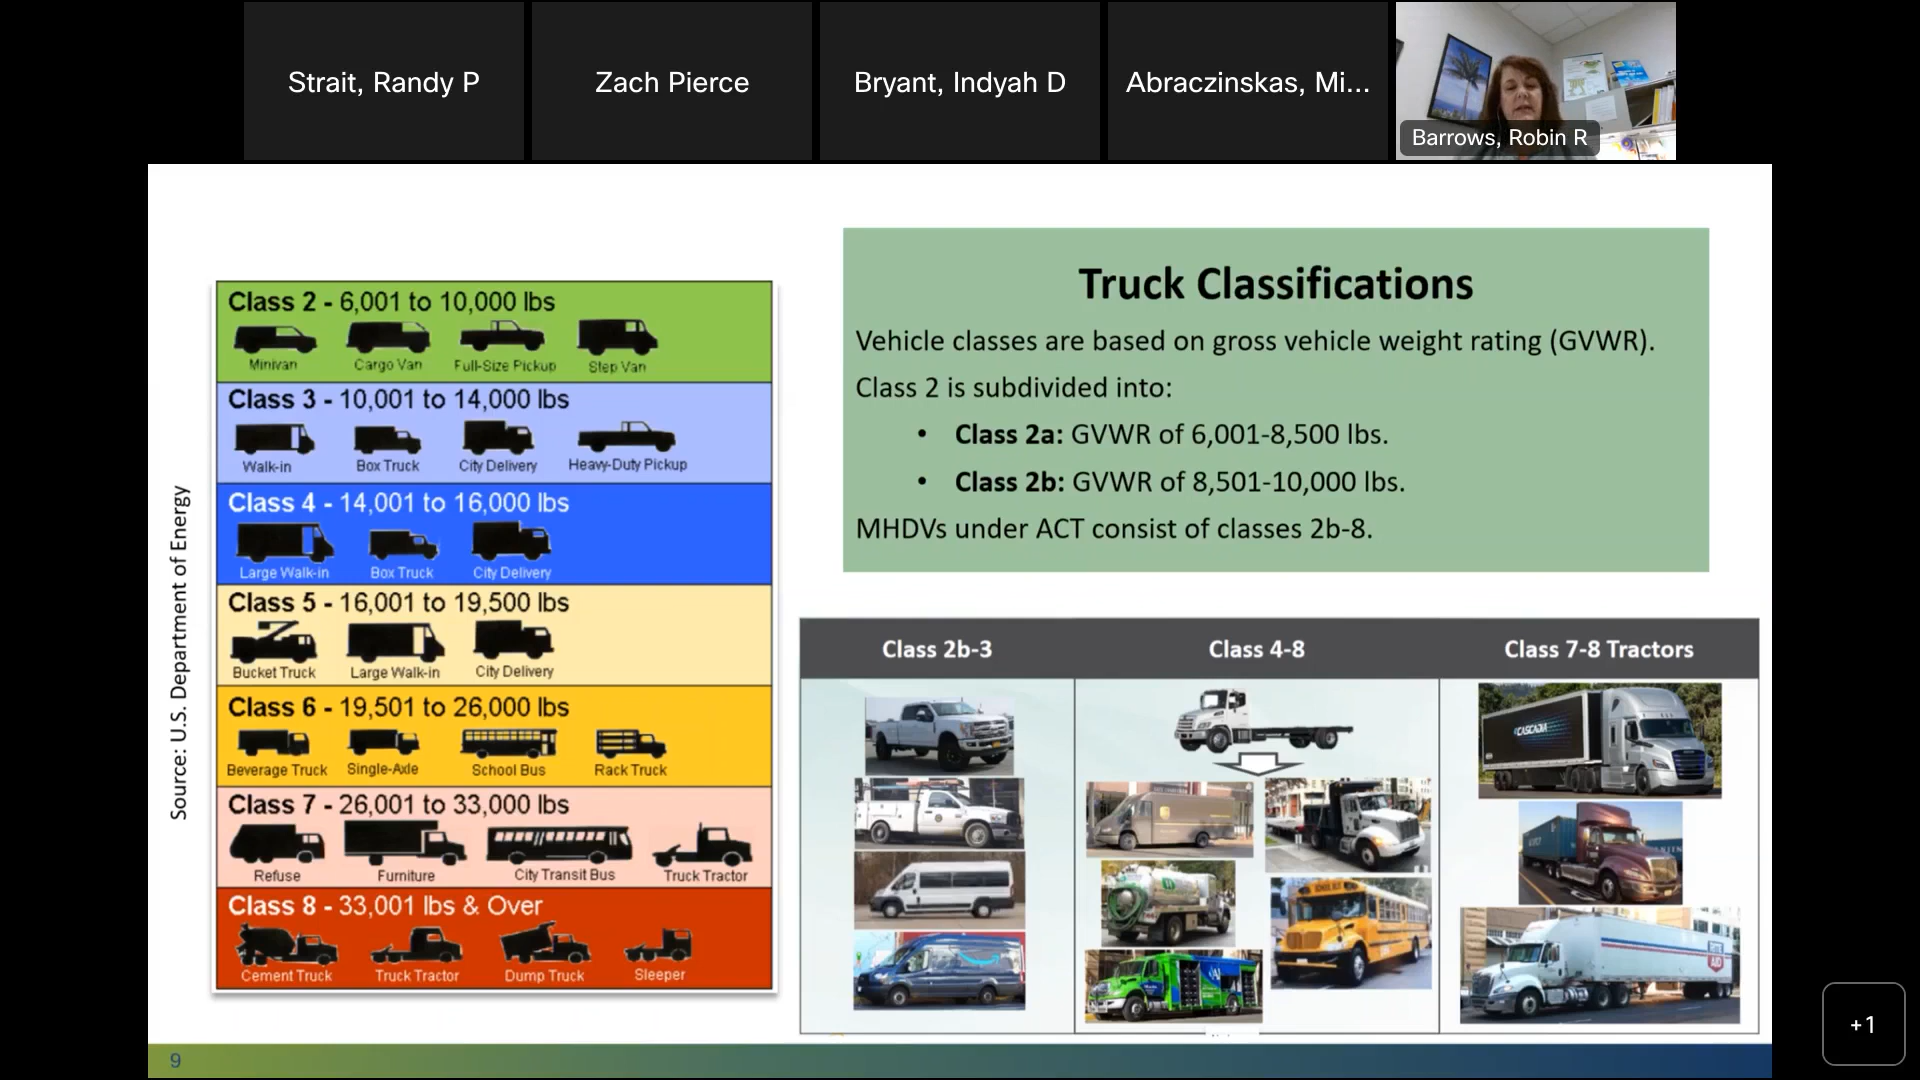 Strait, Randy P
Zach Pierce
Bryant, Indyah D
Abraczinskas, Mi...
Barrows, Robin R
Source: U.S. Department of Energy
Class 2 - 6,001 to 10,000 lbs
Minivan
Cargo Van
Full-Size Pickup
Step Van
Class 3 - 10,001 to 14,000 lbs
Walk-in
Box Truck
City Delivery
Heavy-Duty Pickup
Class 4 - 14,001 to 16,000 lbs
Large Walk-in
Box Truck
City Delivery
Class 5 - 16,001 to 19,500 lbs
Bucket Truck
Large Walk-in
City Delivery
Class 6 - 19,501 to 26,000 lbs
Beverage Truck
Single-Axle
School Bus
Rack Truck
Class 7 - 26,001 to 33,000 lbs
Refuse
Furniture
City Transit Bus
Truck Tractor
Class 8 - 33,001 lbs & Over
Cement Truck
Truck Tractor
Dump Truck
Sleeper
Truck Classifications
Vehicle classes are based on gross vehicle weight rating (GVWR).
Class 2 is subdivided into:
• Class 2a: GVWR of 6,001-8,500 lbs.
• Class 2b: GVWR of 8,501-10,000 lbs.
MHDVs under ACT consist of classes 2b-8.
Class 2b-3
Class 4-8
Class 7-8 Tractors
CASCADIA
SCHOOL BUS
9
+1